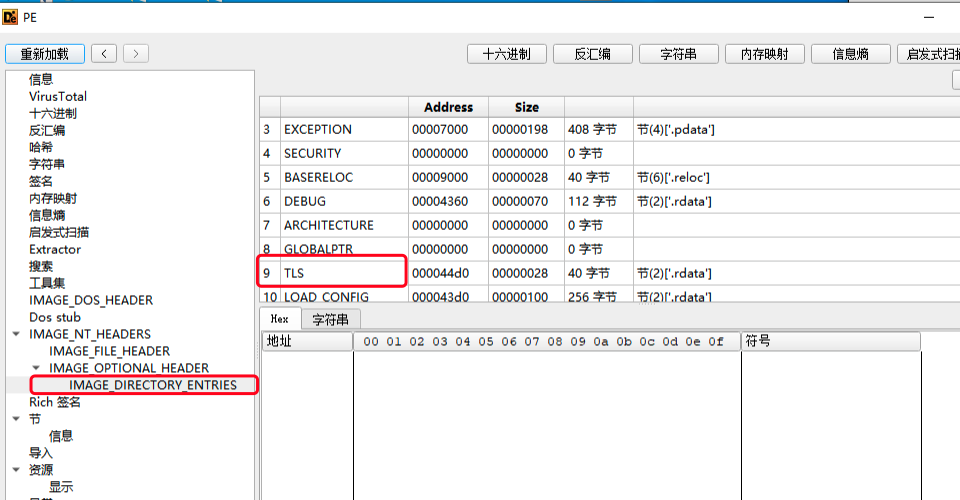 PE
重新加载 < > 十六进制 反汇编 字符串 内存映射 信息熵 启发式扫描
信息
VirusTotal
十六进制
反汇编
哈希
字符串
签名
内存映射
信息熵
启发式扫描
Extractor
搜索
工具集
IMAGE_DOS_HEADER
Dos stub
IMAGE_NT_HEADERS
IMAGE_FILE_HEADER
IMAGE_OPTIONAL_HEADER
IMAGE_DIRECTORY_ENTRIES
Rich 签名
节
信息
导入
资源
显示
Address Size
3 EXCEPTION 00007000 00000198 408 字节 节(4)['.pdata']
4 SECURITY 00000000 00000000 0 字节
5 BASERELOC 00009000 00000028 40 字节 节(6)['.reloc']
6 DEBUG 00004360 00000070 112 字节 节(2)['.rdata']
7 ARCHITECTURE 00000000 00000000 0 字节
8 GLOBALPTR 00000000 00000000 0 字节
9 TLS 000044d0 00000028 40 字节 节(2)['.rdata']
10 LOAD_CONFIG 000043d0 00000100 256 字节 节(2)['.rdata']
Hex 字符串
地址 00 01 02 03 04 05 06 07 08 09 0a 0b 0c 0d 0e 0f 符号